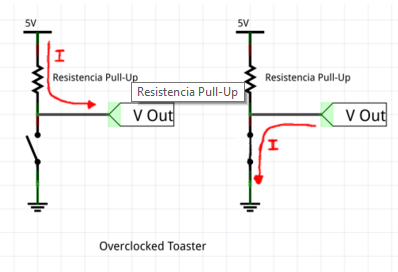 5V
I
Resistencia Pull-Up
V Out
Resistencia Pull-Up
5V
Resistencia Pull-Up
V Out
I
Overclocked Toaster